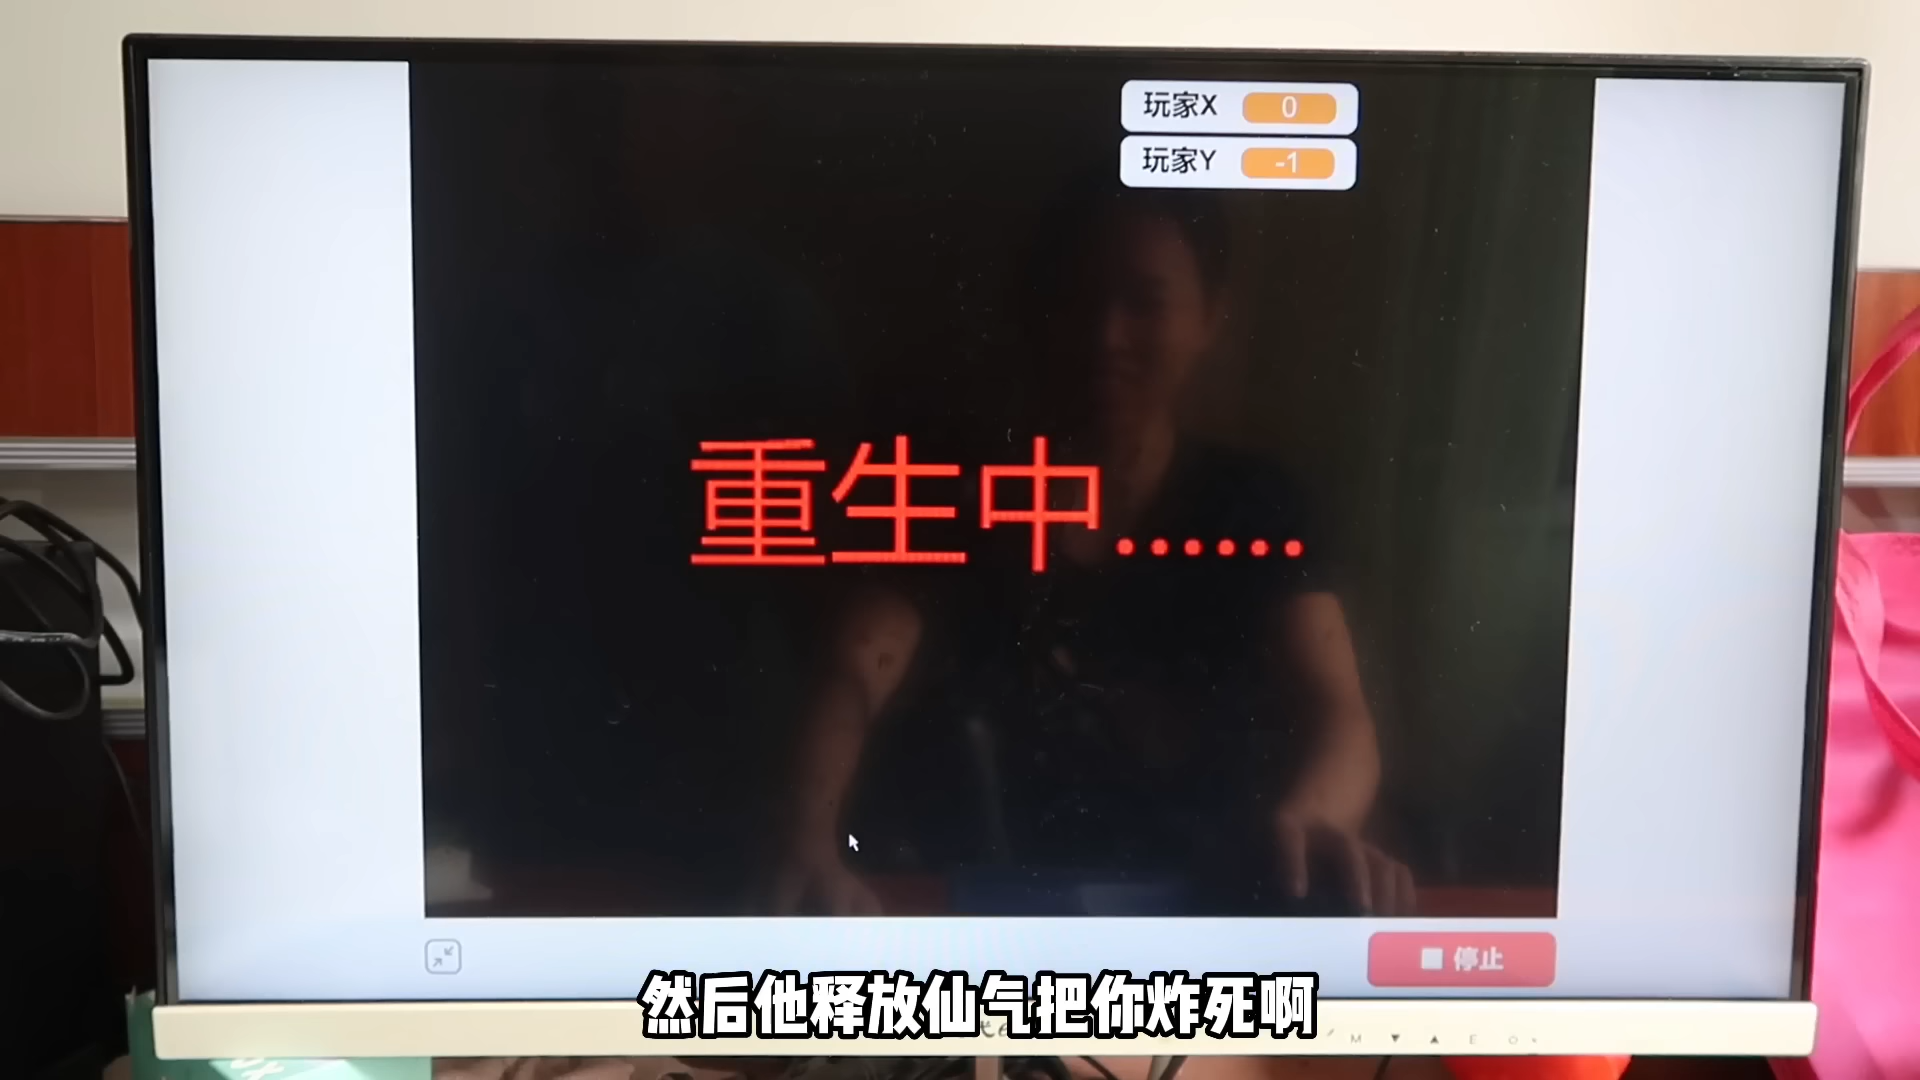 玩家X 0
玩家Y -1
重生中......
停止
然后他释放仙气把你炸死啊
M ▼ ▲ E